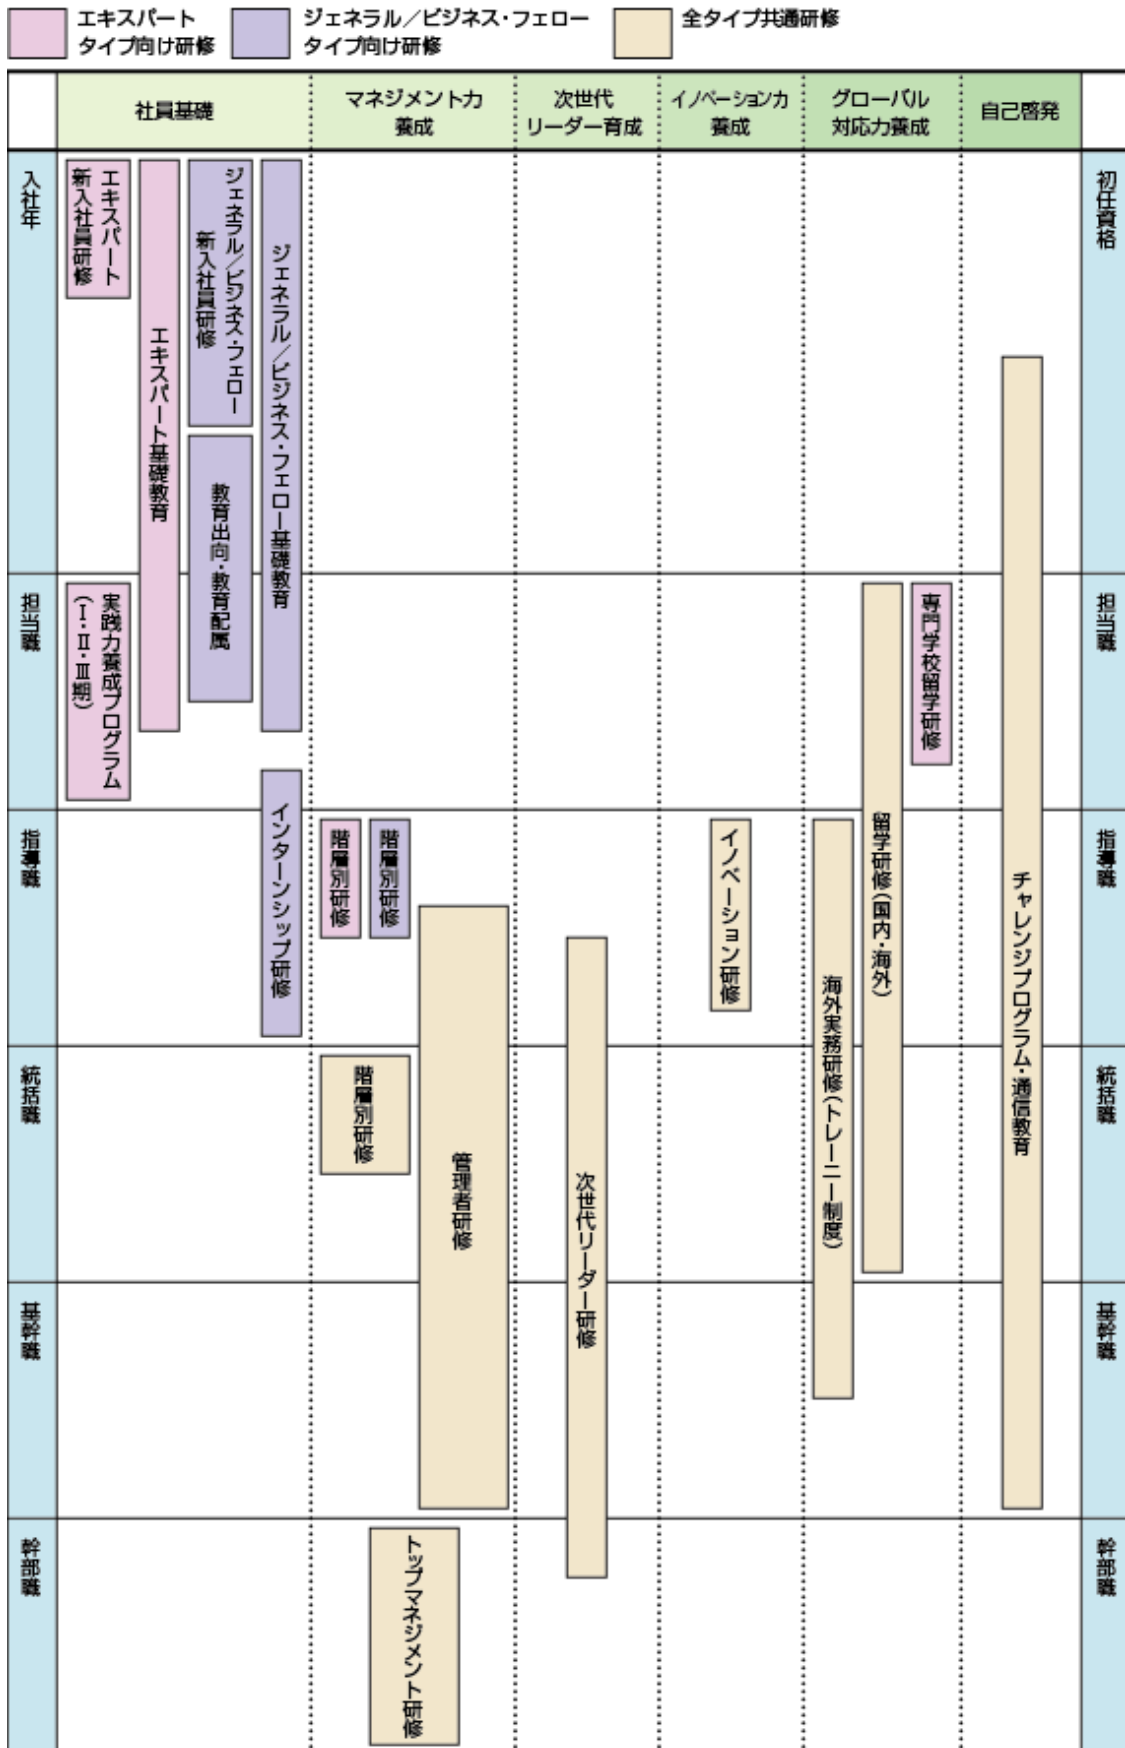 エキスパート
タイプ向け研修
ジェネラル／ビジネス・フェロー
タイプ向け研修
全タイプ共通研修
社員基礎
マネジメント力
養成
次世代
リーダー育成
イノベーション力
養成
グローバル
対応力養成
自己啓発
入社年
エキスパート
新入社員研修
エキスパート基礎教育
ジェネラル／ビジネス・フェロー
新入社員研修
ジェネラル／ビジネス・フェロー基礎教育
教育出向・教育配属
初任資格
担当職
実践力養成プログラム
（Ⅰ・Ⅱ・Ⅲ期）
インターンシップ研修
留学研修（国内・海外）
専門学校留学研修
チャレンジプログラム・通信教育
担当職
指導職
階層別研修
階層別研修
管理者研修
次世代リーダー研修
イノベーション研修
海外実務研修（トレーニー制度）
指導職
統括職
階層別研修
統括職
基幹職
基幹職
幹部職
トップマネジメント研修
幹部職